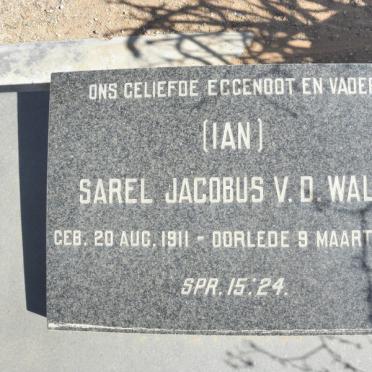 ONS GELIEFDE EGGENOOT EN VADER
(IAN)
SAREL JACOBUS V. D. WAL
GEB. 20 AUG. 1911 - OORLEDE 9 MAART
SPR. 15:24.